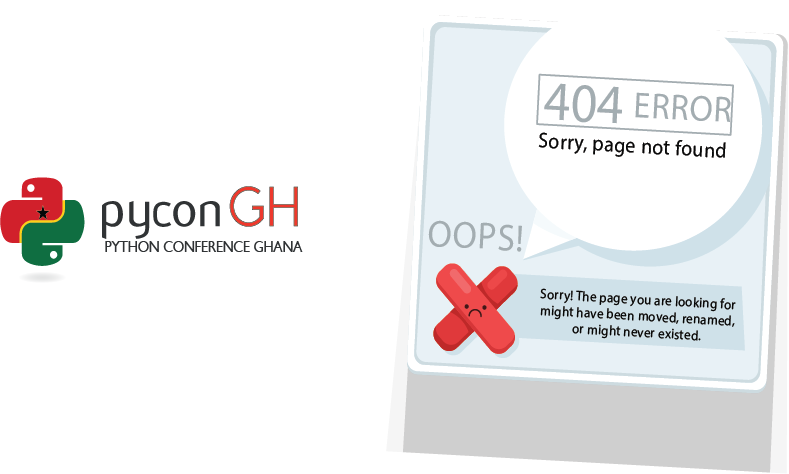 pycon GH
PYTHON CONFERENCE GHANA
404 ERROR
Sorry, page not found
OOPS!
Sorry! The page you are looking for
might have been moved, renamed,
or might never existed.